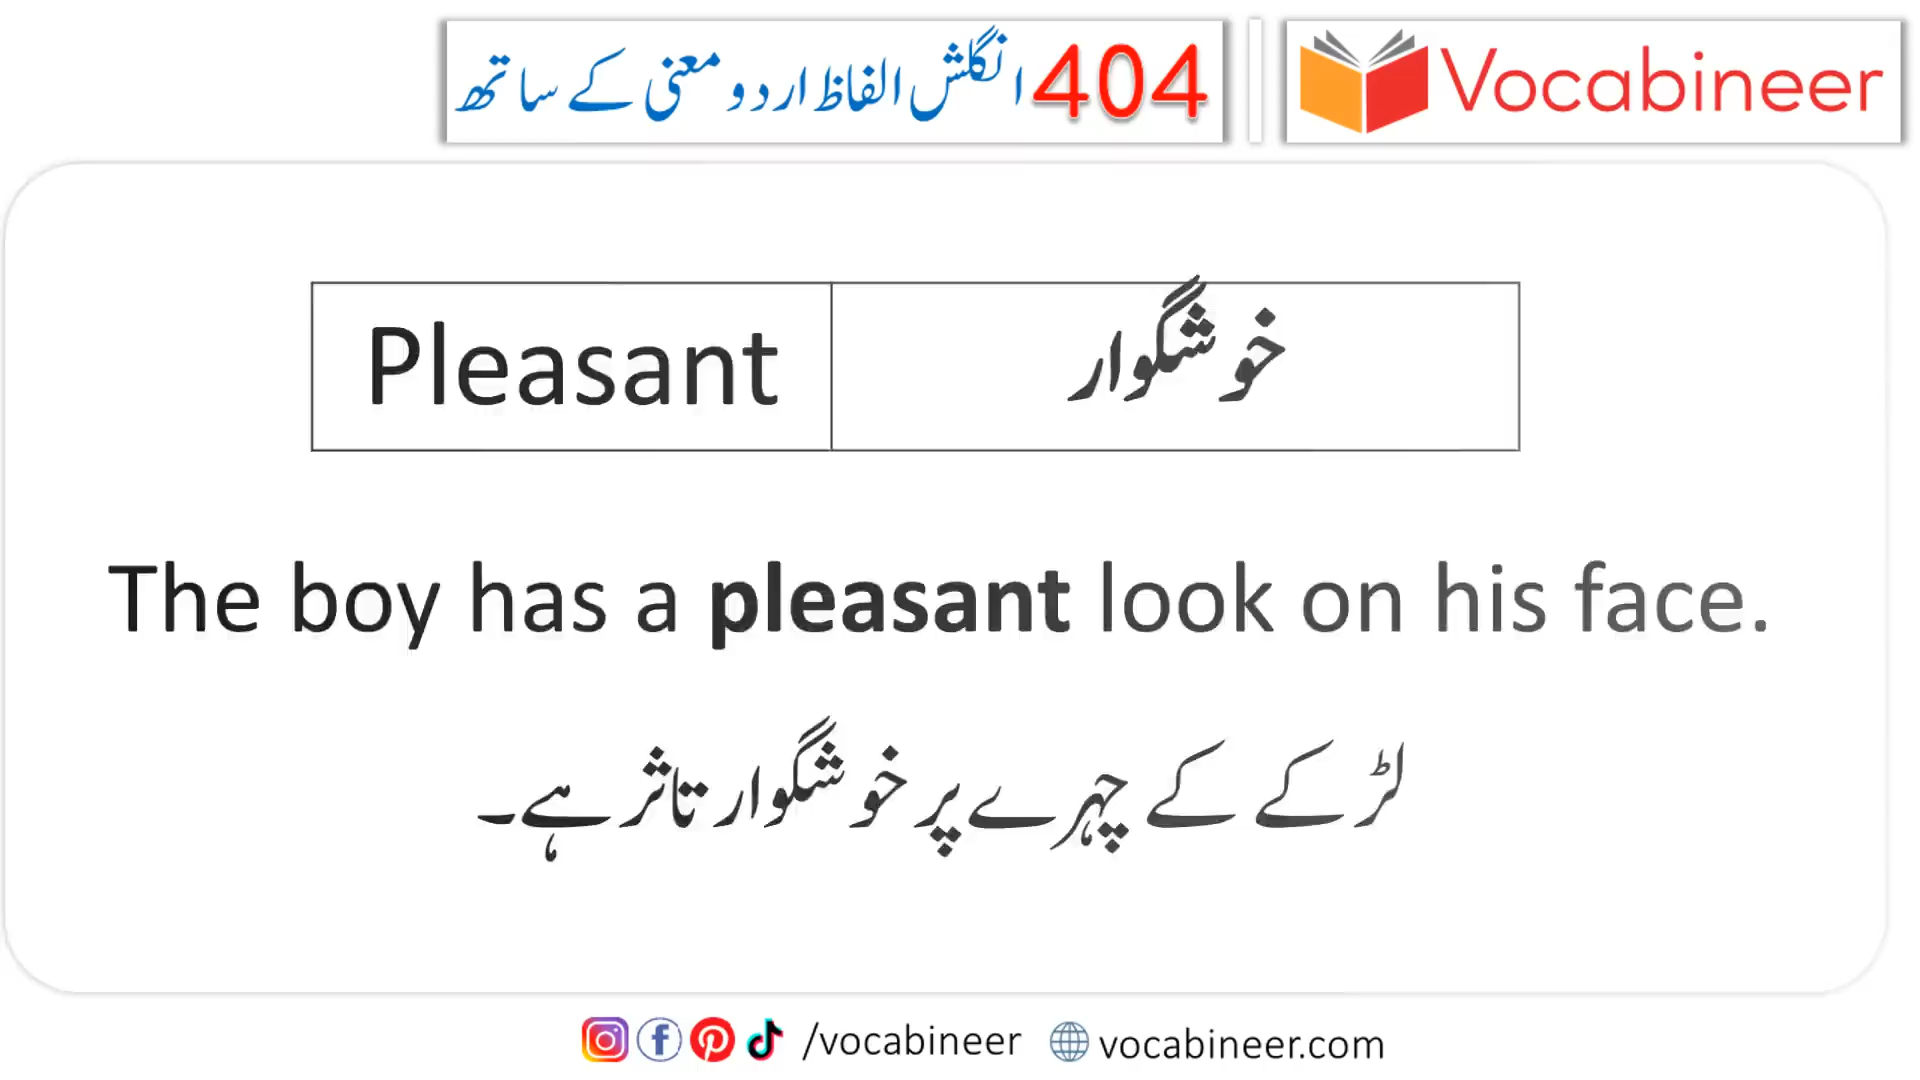 404 انگلش الفاظ اردو معنی کے ساتھ
Vocabineer
Pleasant
خوشگوار
The boy has a pleasant look on his face.
لڑکے کے چہرے پر خوشگوار تاثر ہے۔
/vocabineer vocabineer.com